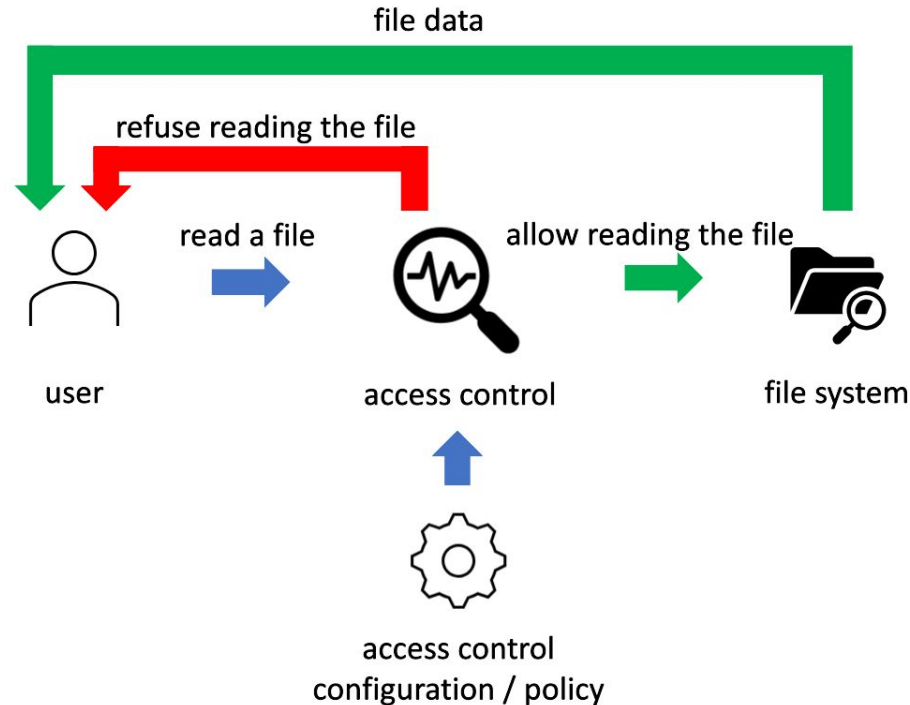 file data
refuse reading the file
read a file
allow reading the file
user
access control
file system
access control
configuration / policy